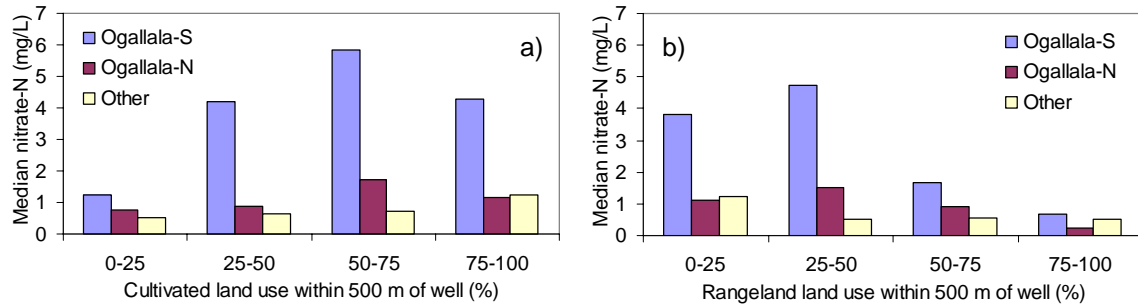 Median nitrate-N (mg/L)
7
6
5
4
3
2
1
0
Ogallala-S
Ogallala-N
Other
a)
0-25
25-50
50-75
75-100
Cultivated land use within 500 m of well (%)
Median nitrate-N (mg/L)
7
6
5
4
3
2
1
0
b)
Ogallala-S
Ogallala-N
Other
0-25
25-50
50-75
75-100
Rangeland land use within 500 m of well (%)